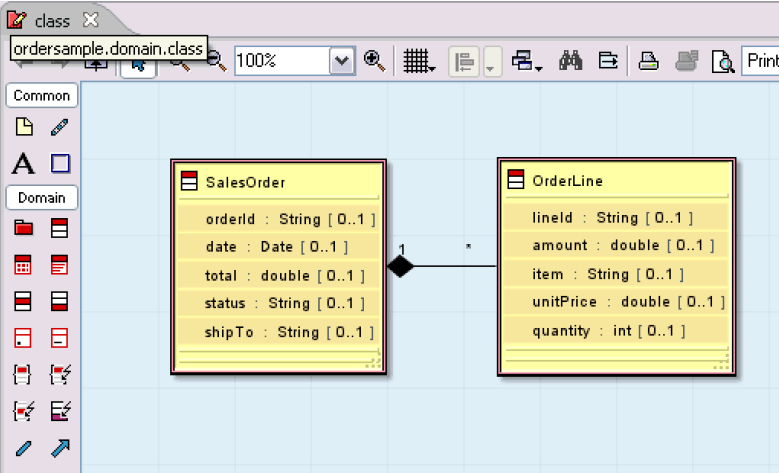 class
ordersample.domain.class
100%
Print
Common
A
Domain
SalesOrder
orderId : String [ 0..1 ]
date : Date [ 0..1 ]
total : double [ 0..1 ]
status : String [ 0..1 ]
shipTo : String [ 0..1 ]
1
*
OrderLine
lineId : String [ 0..1 ]
amount : double [ 0..1 ]
item : String [ 0..1 ]
unitPrice : double [ 0..1 ]
quantity : int [ 0..1 ]